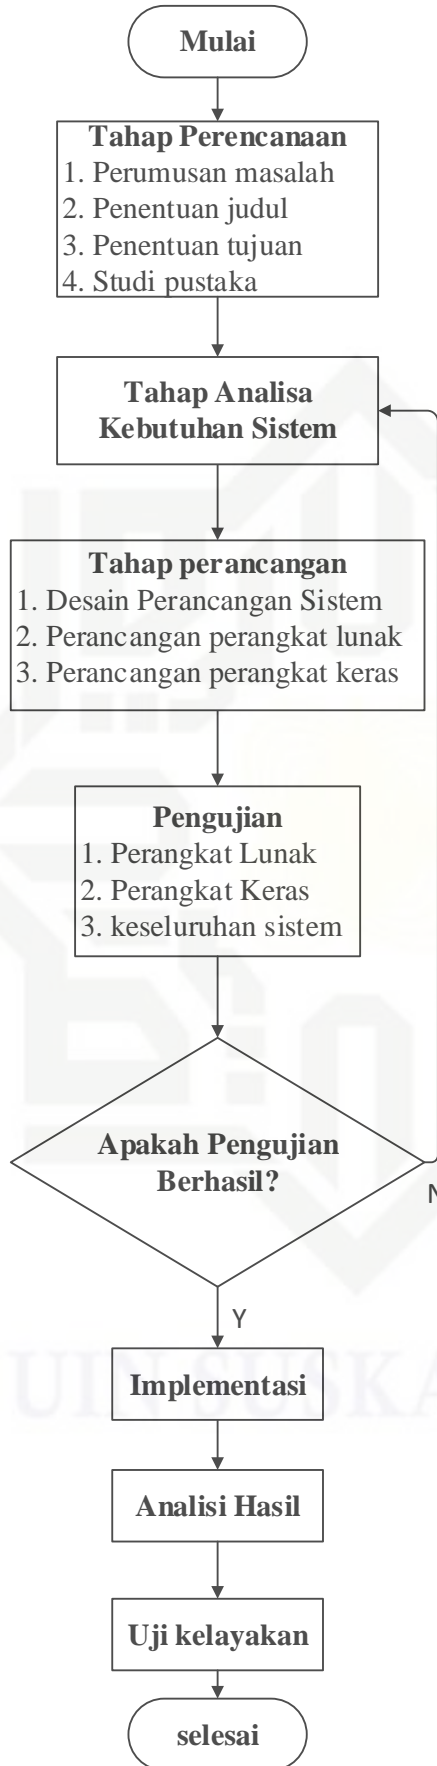 Mulai
Tahap Perencanaan
1. Perumusan masalah
2. Penentuan judul
3. Penentuan tujuan
4. Studi pustaka
Tahap Analisa
Kebutuhan Sistem
Tahap perancangan
1. Desain Perancangan Sistem
2. Perancangan perangkat lunak
3. Perancangan perangkat keras
Pengujian
1. Perangkat Lunak
2. Perangkat Keras
3. keseluruhan sistem
Apakah Pengujian
Berhasil?
N
Y
UIN SUSKA
Implementasi
Analisi Hasil
Uji kelayakan
selesai